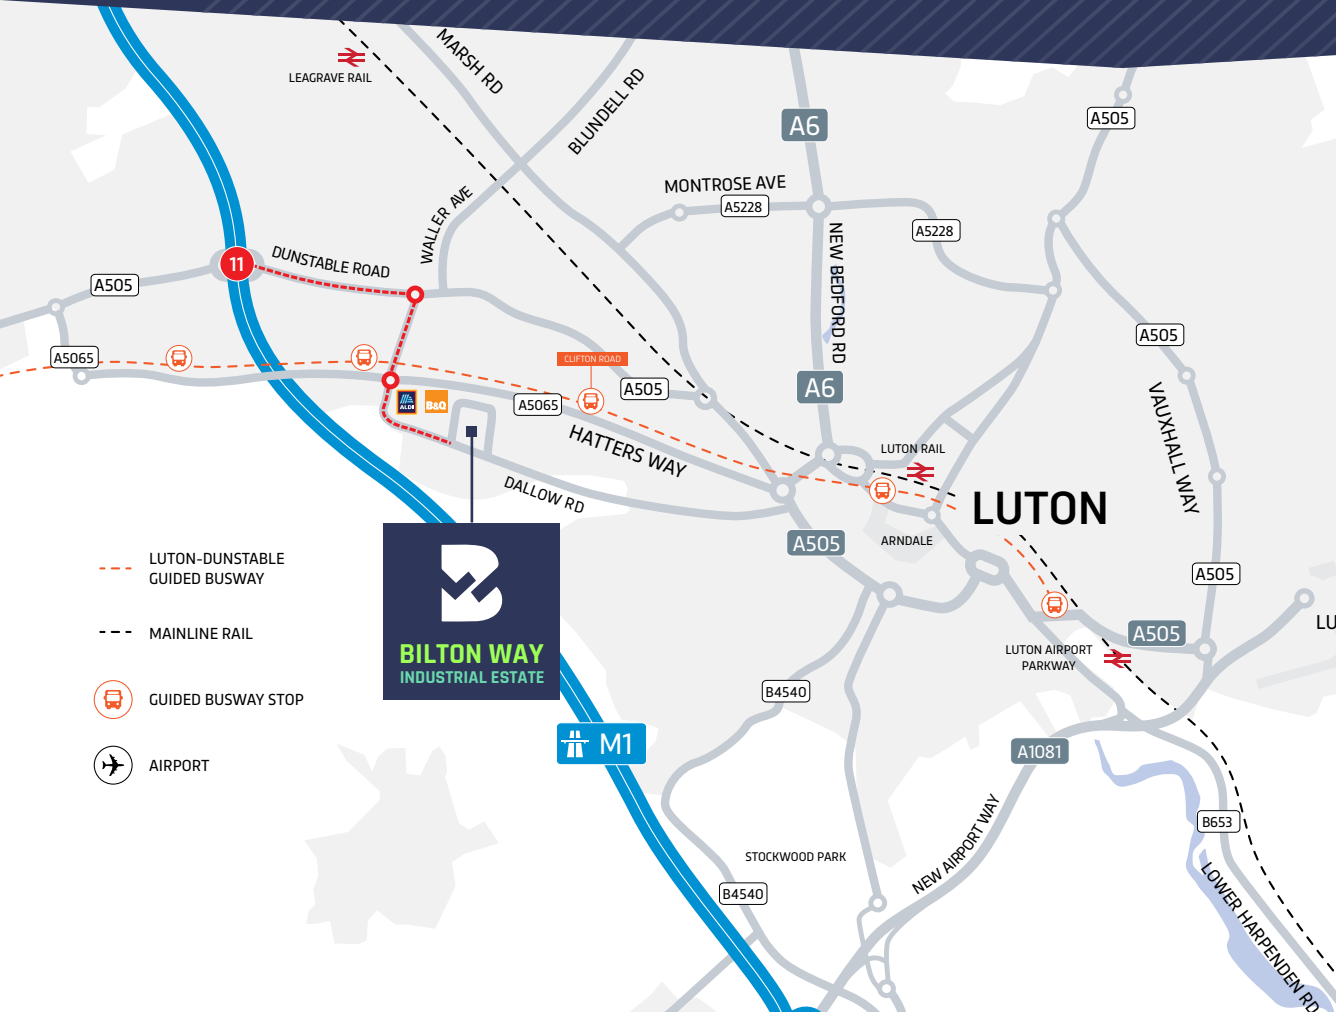 MARSH RD
LEAGRAVE RAIL
BLUNDELL RD
A6
A505
MONTROSE AVE
A5228
WALLER AVE
A5228
NEW BEDFORD RD
DUNSTABLE ROAD
11
A505
A505
A5065
CLIFTON ROAD
A505
A6
ALDI
B&Q
A5065
VAUXHALL WAY
HATTERS WAY
LUTON RAIL
DALLOW RD
LUTON
A505
ARNDALE
LUTON-DUNSTABLE
GUIDED BUSWAY
A505
MAINLINE RAIL
A505
LU
BILTON WAY
INDUSTRIAL ESTATE
LUTON AIRPORT
PARKWAY
GUIDED BUSWAY STOP
B4540
M1
A1081
AIRPORT
B653
NEW AIRPORT WAY
STOCKWOOD PARK
B4540
LOWER HARPENDEN RD